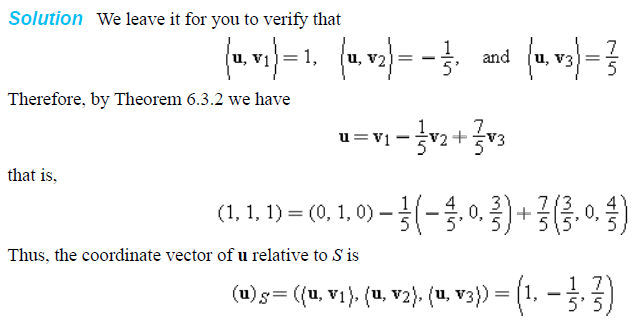 Solution We leave it for you to verify that
⟨u, v₁⟩ = 1, ⟨u, v₂⟩ = −1/5, and ⟨u, v₃⟩ = 7/5
Therefore, by Theorem 6.3.2 we have
u = v₁ − 1/5 v₂ + 7/5 v₃
that is,
(1, 1, 1) = (0, 1, 0) − 1/5 (−4/5, 0, 3/5) + 7/5 (3/5, 0, 4/5)
Thus, the coordinate vector of u relative to S is
(u)s = (⟨u, v₁⟩, ⟨u, v₂⟩, ⟨u, v₃⟩) = (1, −1/5, 7/5)